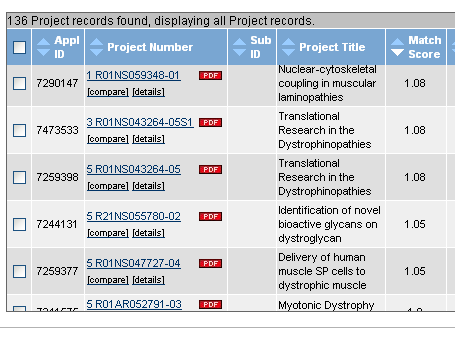 136 Project records found, displaying all Project records.
Appl ID Project Number Sub ID Project Title Match Score
7290147 1 R01NS059348-01 PDF [compare] [details] Nuclear-cytoskeletal coupling in muscular laminopathies 1.08
7473533 3 R01NS043264-05S1 PDF [compare] [details] Translational Research in the Dystrophinopathies 1.08
7259398 5 R01NS043264-05 PDF [compare] [details] Translational Research in the Dystrophinopathies 1.08
7244131 5 R21NS055780-02 PDF [compare] [details] Identification of novel bioactive glycans on dystroglycan 1.05
7259377 5 R01NS047727-04 PDF [compare] [details] Delivery of human muscle SP cells to dystrophic muscle 1.05
5 R01AR052791-03 PDF Myotonic Dystrophy